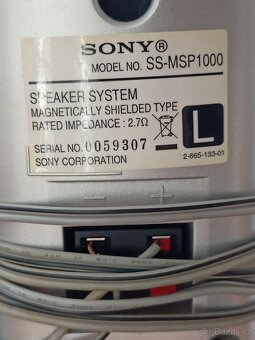 SONY®
MODEL NO. SS-MSP1000
SPEAKER SYSTEM
MAGNETICALLY SHIELDED TYPE
RATED IMPEDANCE : 2.7Ω
L
SERIAL NO. 0059307
SONY CORPORATION
2-665-133-01
− +